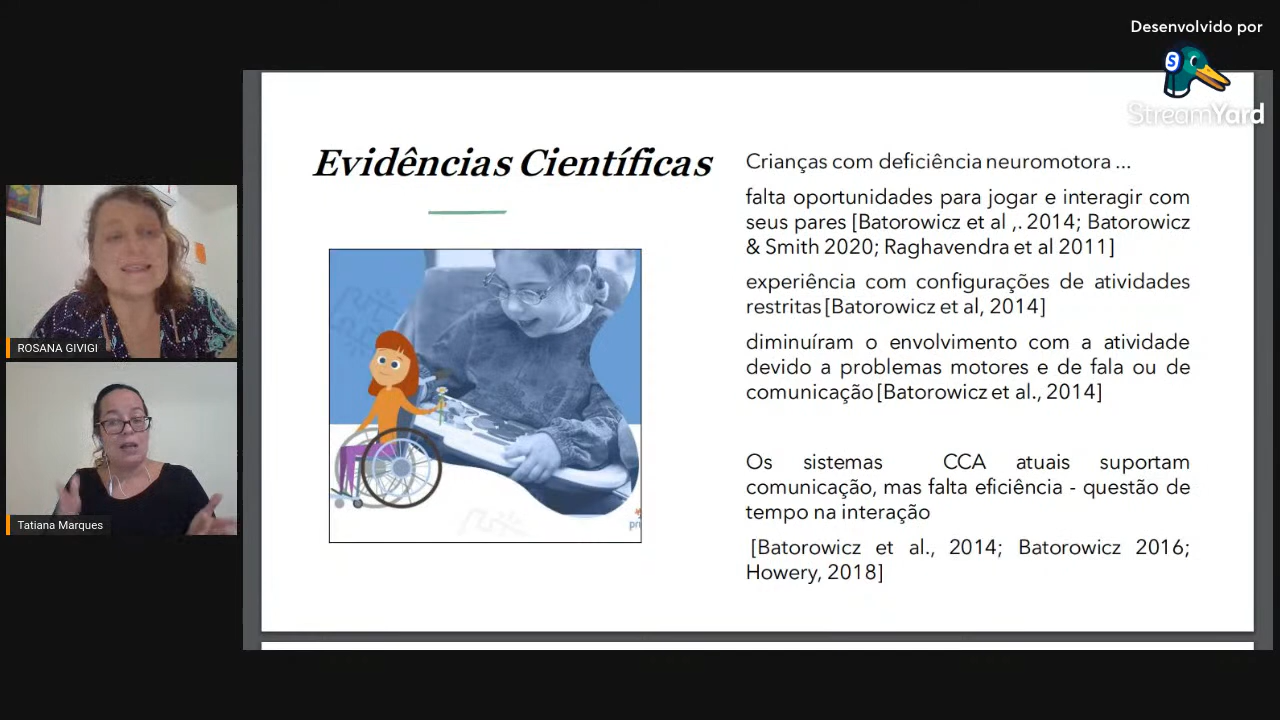 Desenvolvido por
StreamYard
Evidências Científicas
Crianças com deficiência neuromotora ...
falta oportunidades para jogar e interagir com
seus pares [Batorowicz et al ,. 2014; Batorowicz
& Smith 2020; Raghavendra et al 2011]
experiência com configurações de atividades
restritas [Batorowicz et al, 2014]
diminuíram o envolvimento com a atividade
devido a problemas motores e de fala ou de
comunicação [Batorowicz et al., 2014]
Os sistemas CCA atuais suportam
comunicação, mas falta eficiência - questão de
tempo na interação
[Batorowicz et al., 2014; Batorowicz 2016;
Howery, 2018]
ROSANA GIVIGI
Tatiana Marques